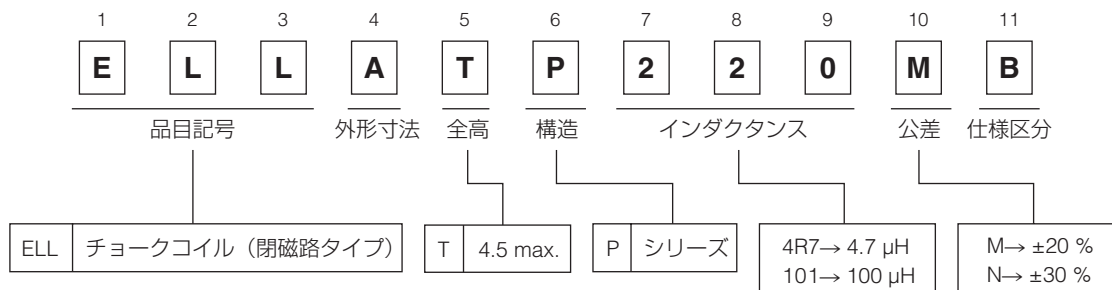 1 2 3 4 5 6 7 8 9 10 11
E L L A T P 2 2 0 M B
品目記号 外形寸法 全高 構造 インダクタンス 公差 仕様区分
ELL チョークコイル（閉磁路タイプ） T 4.5 max. P シリーズ 4R7→ 4.7 µH M→ ±20 %
101→ 100 µH N→ ±30 %